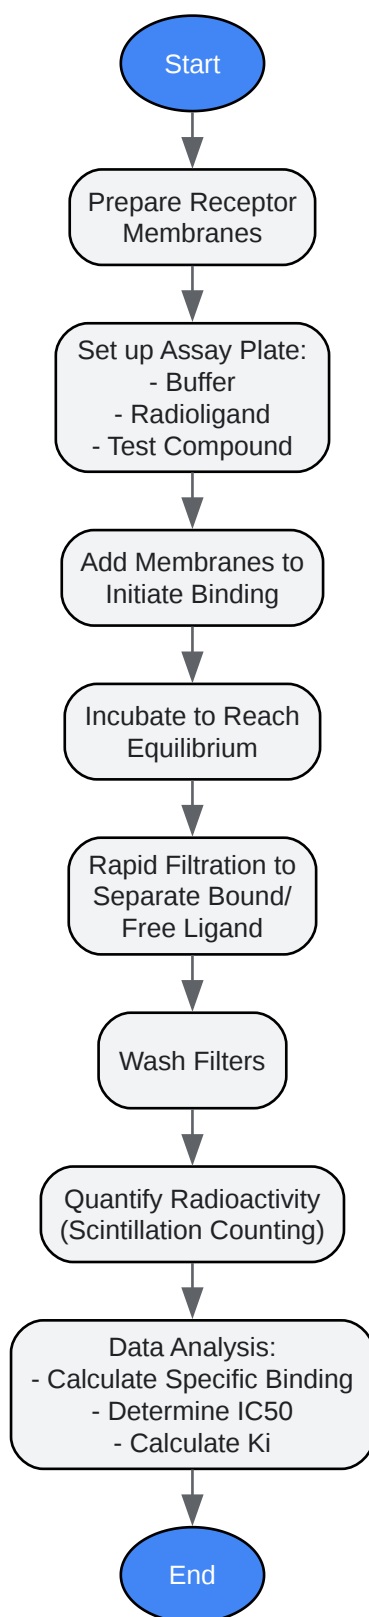 Start
Prepare Receptor
Membranes
Set up Assay Plate:
- Buffer
- Radioligand
- Test Compound
Add Membranes to
Initiate Binding
Incubate to Reach
Equilibrium
Rapid Filtration to
Separate Bound/
Free Ligand
Wash Filters
Quantify Radioactivity
(Scintillation Counting)
Data Analysis:
- Calculate Specific Binding
- Determine IC50
- Calculate Ki
End